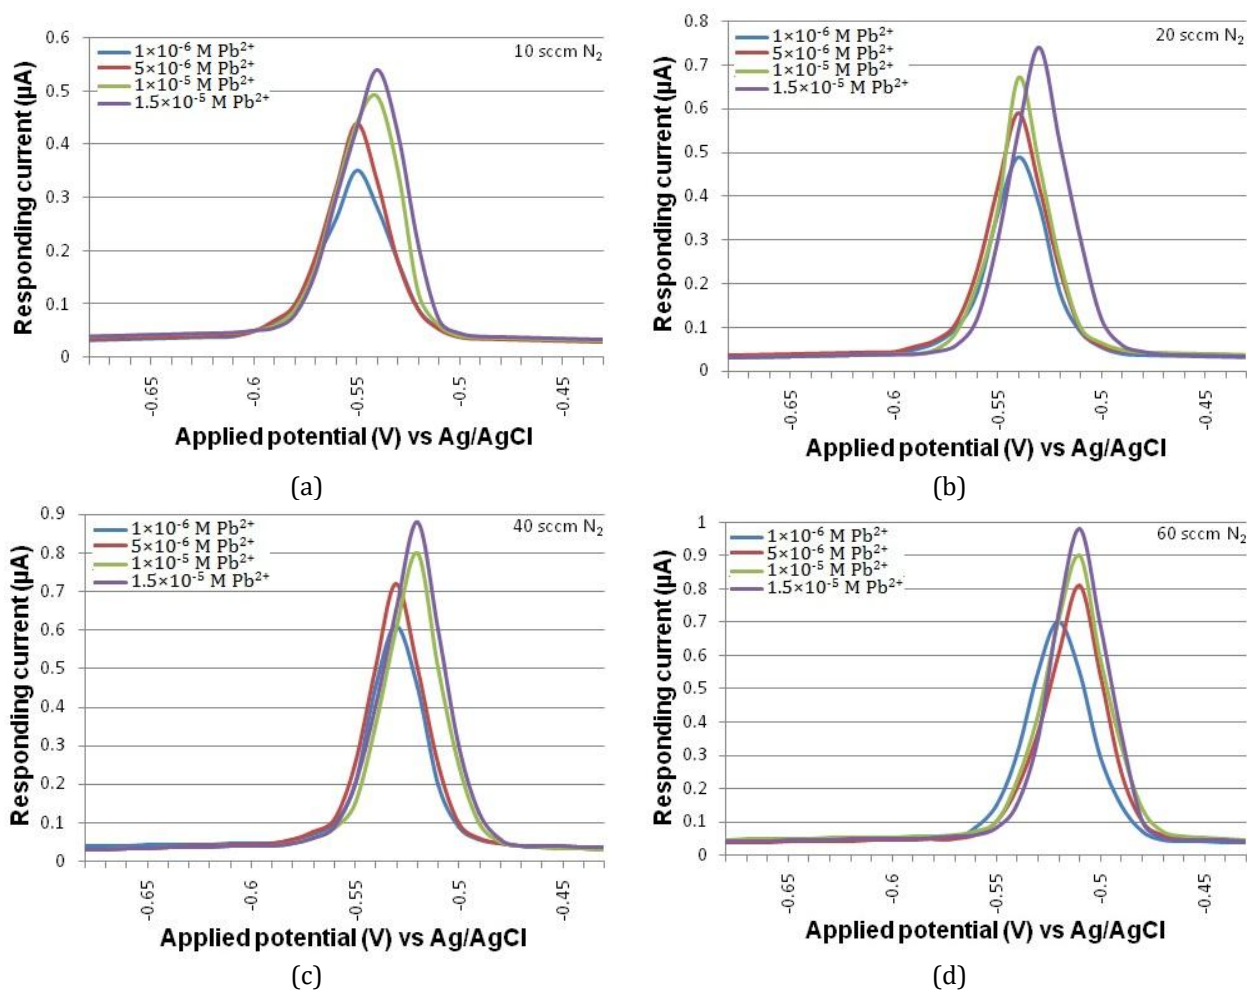 10 sccm N₂
1×10⁻⁶ M Pb²⁺
5×10⁻⁶ M Pb²⁺
1×10⁻⁵ M Pb²⁺
1.5×10⁻⁵ M Pb²⁺
Responding current (µA)
0.6
0.5
0.4
0.3
0.2
0.1
0
-0.65
-0.6
-0.55
-0.5
-0.45
Applied potential (V) vs Ag/AgCl
(a)
20 sccm N₂
1×10⁻⁶ M Pb²⁺
5×10⁻⁶ M Pb²⁺
1×10⁻⁵ M Pb²⁺
1.5×10⁻⁵ M Pb²⁺
Responding current (µA)
0.8
0.7
0.6
0.5
0.4
0.3
0.2
0.1
0
-0.65
-0.6
-0.55
-0.5
-0.45
Applied potential (V) vs Ag/AgCl
(b)
40 sccm N₂
1×10⁻⁶ M Pb²⁺
5×10⁻⁶ M Pb²⁺
1×10⁻⁵ M Pb²⁺
1.5×10⁻⁵ M Pb²⁺
Responding current (µA)
0.9
0.8
0.7
0.6
0.5
0.4
0.3
0.2
0.1
0
-0.65
-0.6
-0.55
-0.5
-0.45
Applied potential (V) vs Ag/AgCl
(c)
60 sccm N₂
1×10⁻⁶ M Pb²⁺
5×10⁻⁶ M Pb²⁺
1×10⁻⁵ M Pb²⁺
1.5×10⁻⁵ M Pb²⁺
Responding current (µA)
1
0.9
0.8
0.7
0.6
0.5
0.4
0.3
0.2
0.1
0
-0.65
-0.6
-0.55
-0.5
-0.45
Applied potential (V) vs Ag/AgCl
(d)